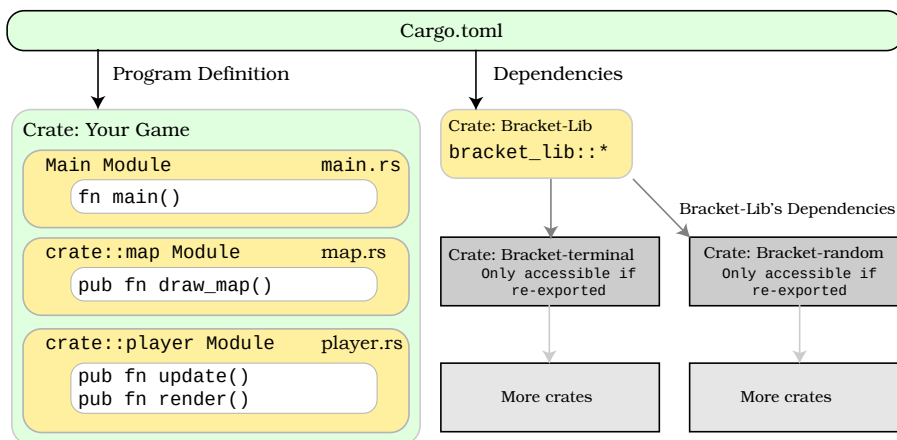 Cargo.toml
Program Definition
Dependencies
Crate: Your Game
Main Module main.rs
fn main()
crate::map Module map.rs
pub fn draw_map()
crate::player Module player.rs
pub fn update()
pub fn render()
Crate: Bracket-Lib
bracket_lib::*
Bracket-Lib's Dependencies
Crate: Bracket-terminal
Only accessible if
re-exported
Crate: Bracket-random
Only accessible if
re-exported
More crates
More crates